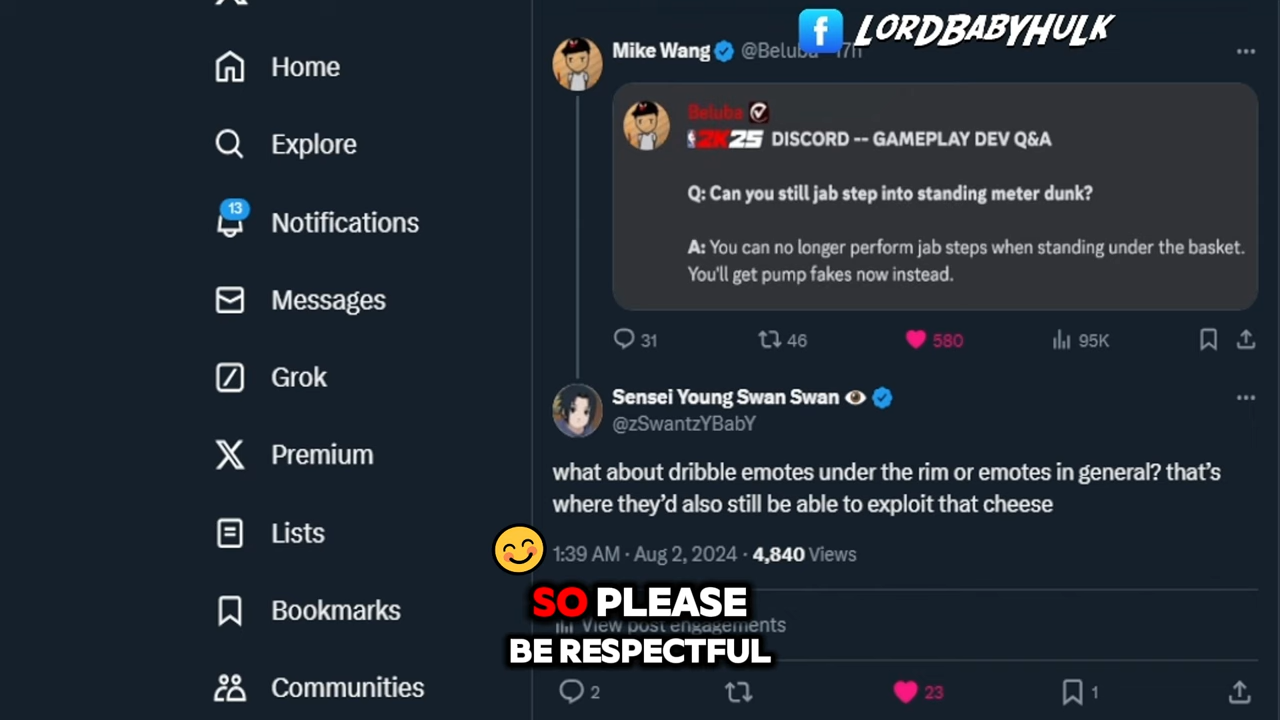 LORDBABYHULK
Home
Explore
13
Notifications
Messages
Grok
Premium
Lists
Bookmarks
Communities
Mike Wang @Beluba 17h
Beluba
2K25 DISCORD -- GAMEPLAY DEV Q&A
Q: Can you still jab step into standing meter dunk?
A: You can no longer perform jab steps when standing under the basket.
You'll get pump fakes now instead.
31 46 580 95K
Sensei Young Swan Swan
@zSwantzYBabY
what about dribble emotes under the rim or emotes in general? that's
where they'd also still be able to exploit that cheese
1:39 AM · Aug 2, 2024 · 4,840 Views
SO PLEASE
View post engagements
BE RESPECTFUL
2 23 1